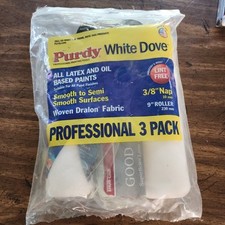 Purdy White Dove
ALL LATEX AND OIL
BASED PAINTS
LINT
FREE
Smooth to Semi
Smooth Surfaces
Woven Dralon Fabric
3/8" Nap
9" ROLLER
PROFESSIONAL 3 PACK
GOOD